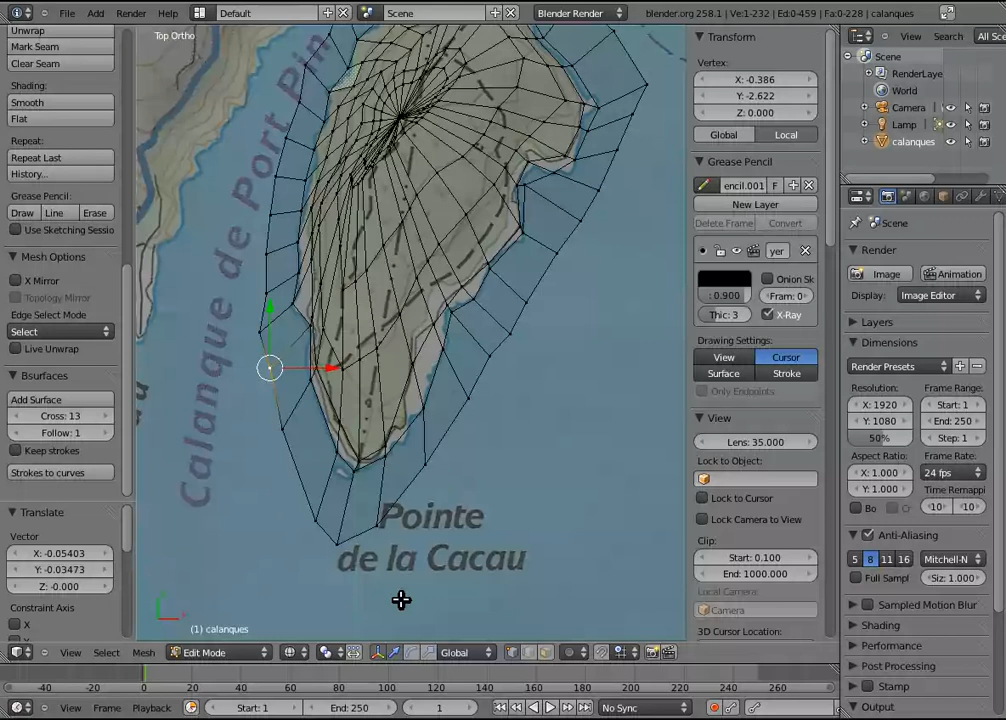 File Add Render Help Default Scene Blender Render blender.org 258.1 | Ve:1-232 | Ed:0-459 | Fa:0-228 | calanques
Unwrap
Mark Seam
Clear Seam
Shading:
Smooth
Flat
Repeat:
Repeat Last
History...
Grease Pencil:
Draw Line Erase
Use Sketching Sessio
Mesh Options
X Mirror
Topology Mirror
Edge Select Mode
Select
Live Unwrap
Bsurfaces
Add Surface
Cross: 13
Follow: 1
Keep strokes
Strokes to curves
Translate
Vector
X: -0.05403
Y: -0.03473
Z: -0.000
Constraint Axis
X
Top Ortho
Calanque de Port Pin
Pointe
de la Cacau
(1) calanques
View Select Mesh Edit Mode Global
Transform
Vertex:
X: -0.386
Y: -2.622
Z: 0.000
Global Local
Grease Pencil
encil.001 F
New Layer
Delete Frame Convert
yer
Onion Sk
: 0.900 Fram: 0
Thic: 3 X-Ray
Drawing Settings:
View Cursor
Surface Stroke
Only Endpoints
View
Lens: 35.000
Lock to Object:
Lock to Cursor
Lock Camera to View
Clip:
Start: 0.100
End: 1000.000
Local Camera:
Camera
3D Cursor Location:
View Search All Sce
Scene
RenderLaye
World
Camera
Lamp
calanques
Scene
Render
Image Animation
Display: Image Editor
Layers
Dimensions
Render Presets
Resolution: Frame Range:
X: 1920 Start: 1
Y: 1080 End: 250
50% Step: 1
Aspect Ratio: Frame Rate:
X: 1.000 24 fps
Y: 1.000 Time Remappi
Bo Cr 10 10
Anti-Aliasing
5 8 11 16 Mitchell-N
Full Sampl Siz: 1.000
Sampled Motion Blur
Shading
Performance
Post Processing
Stamp
Output
-40 -20 0 20 40 60 80 100 120 140 160 180 200 220 240 260 280
View Frame Playback Start: 1 End: 250 1 No Sync